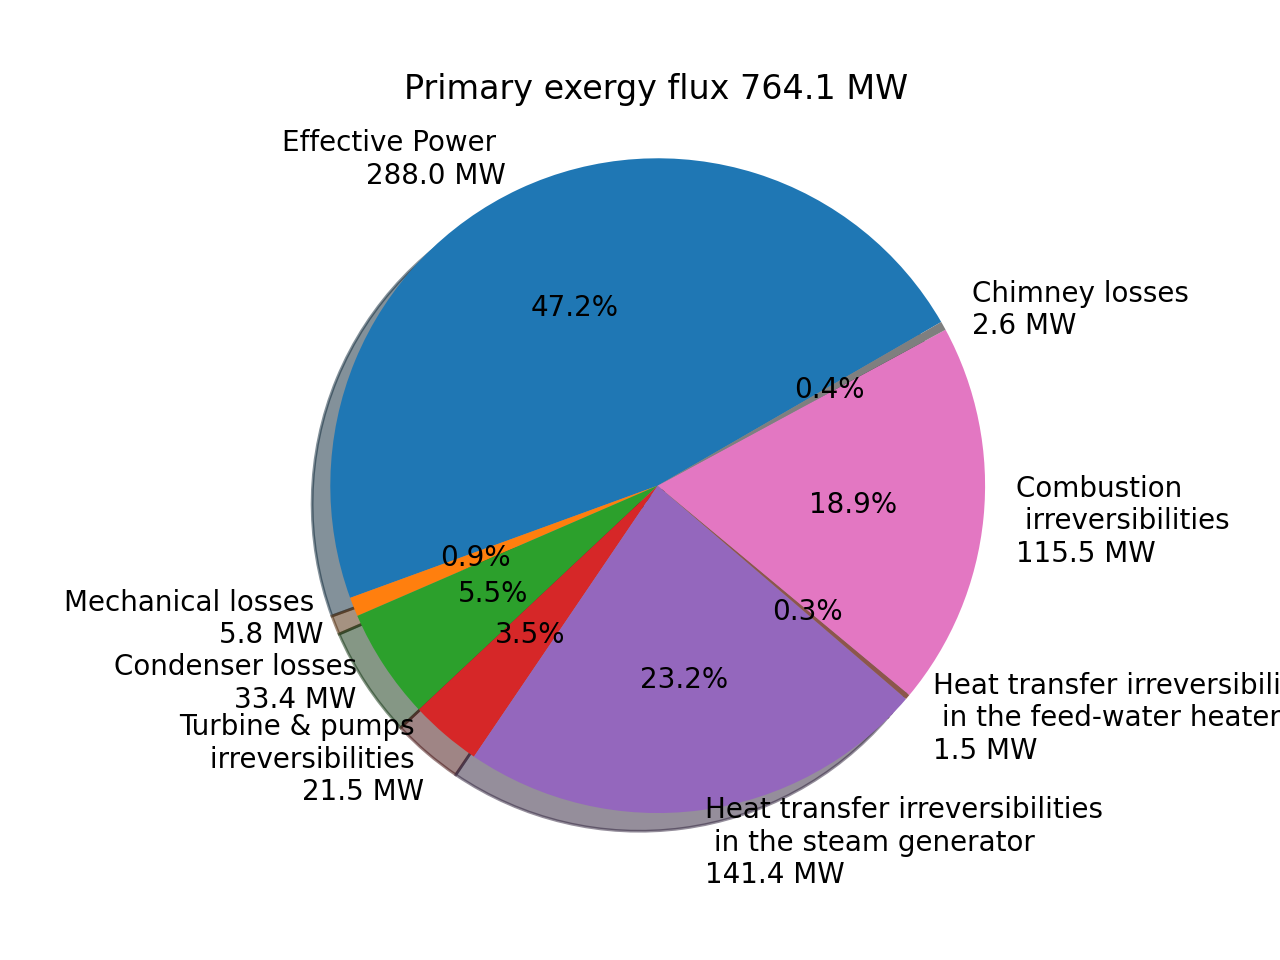 Primary exergy flux 764.1 MW
Effective Power
288.0 MW
47.2%
Chimney losses
2.6 MW
0.4%
Combustion
irreversibilities
115.5 MW
18.9%
0.9%
5.5%
3.5%
0.3%
23.2%
Mechanical losses
5.8 MW
Condenser losses
33.4 MW
Turbine & pumps
irreversibilities
21.5 MW
Heat transfer irreversibili
in the feed-water heater
1.5 MW
Heat transfer irreversibilities
in the steam generator
141.4 MW